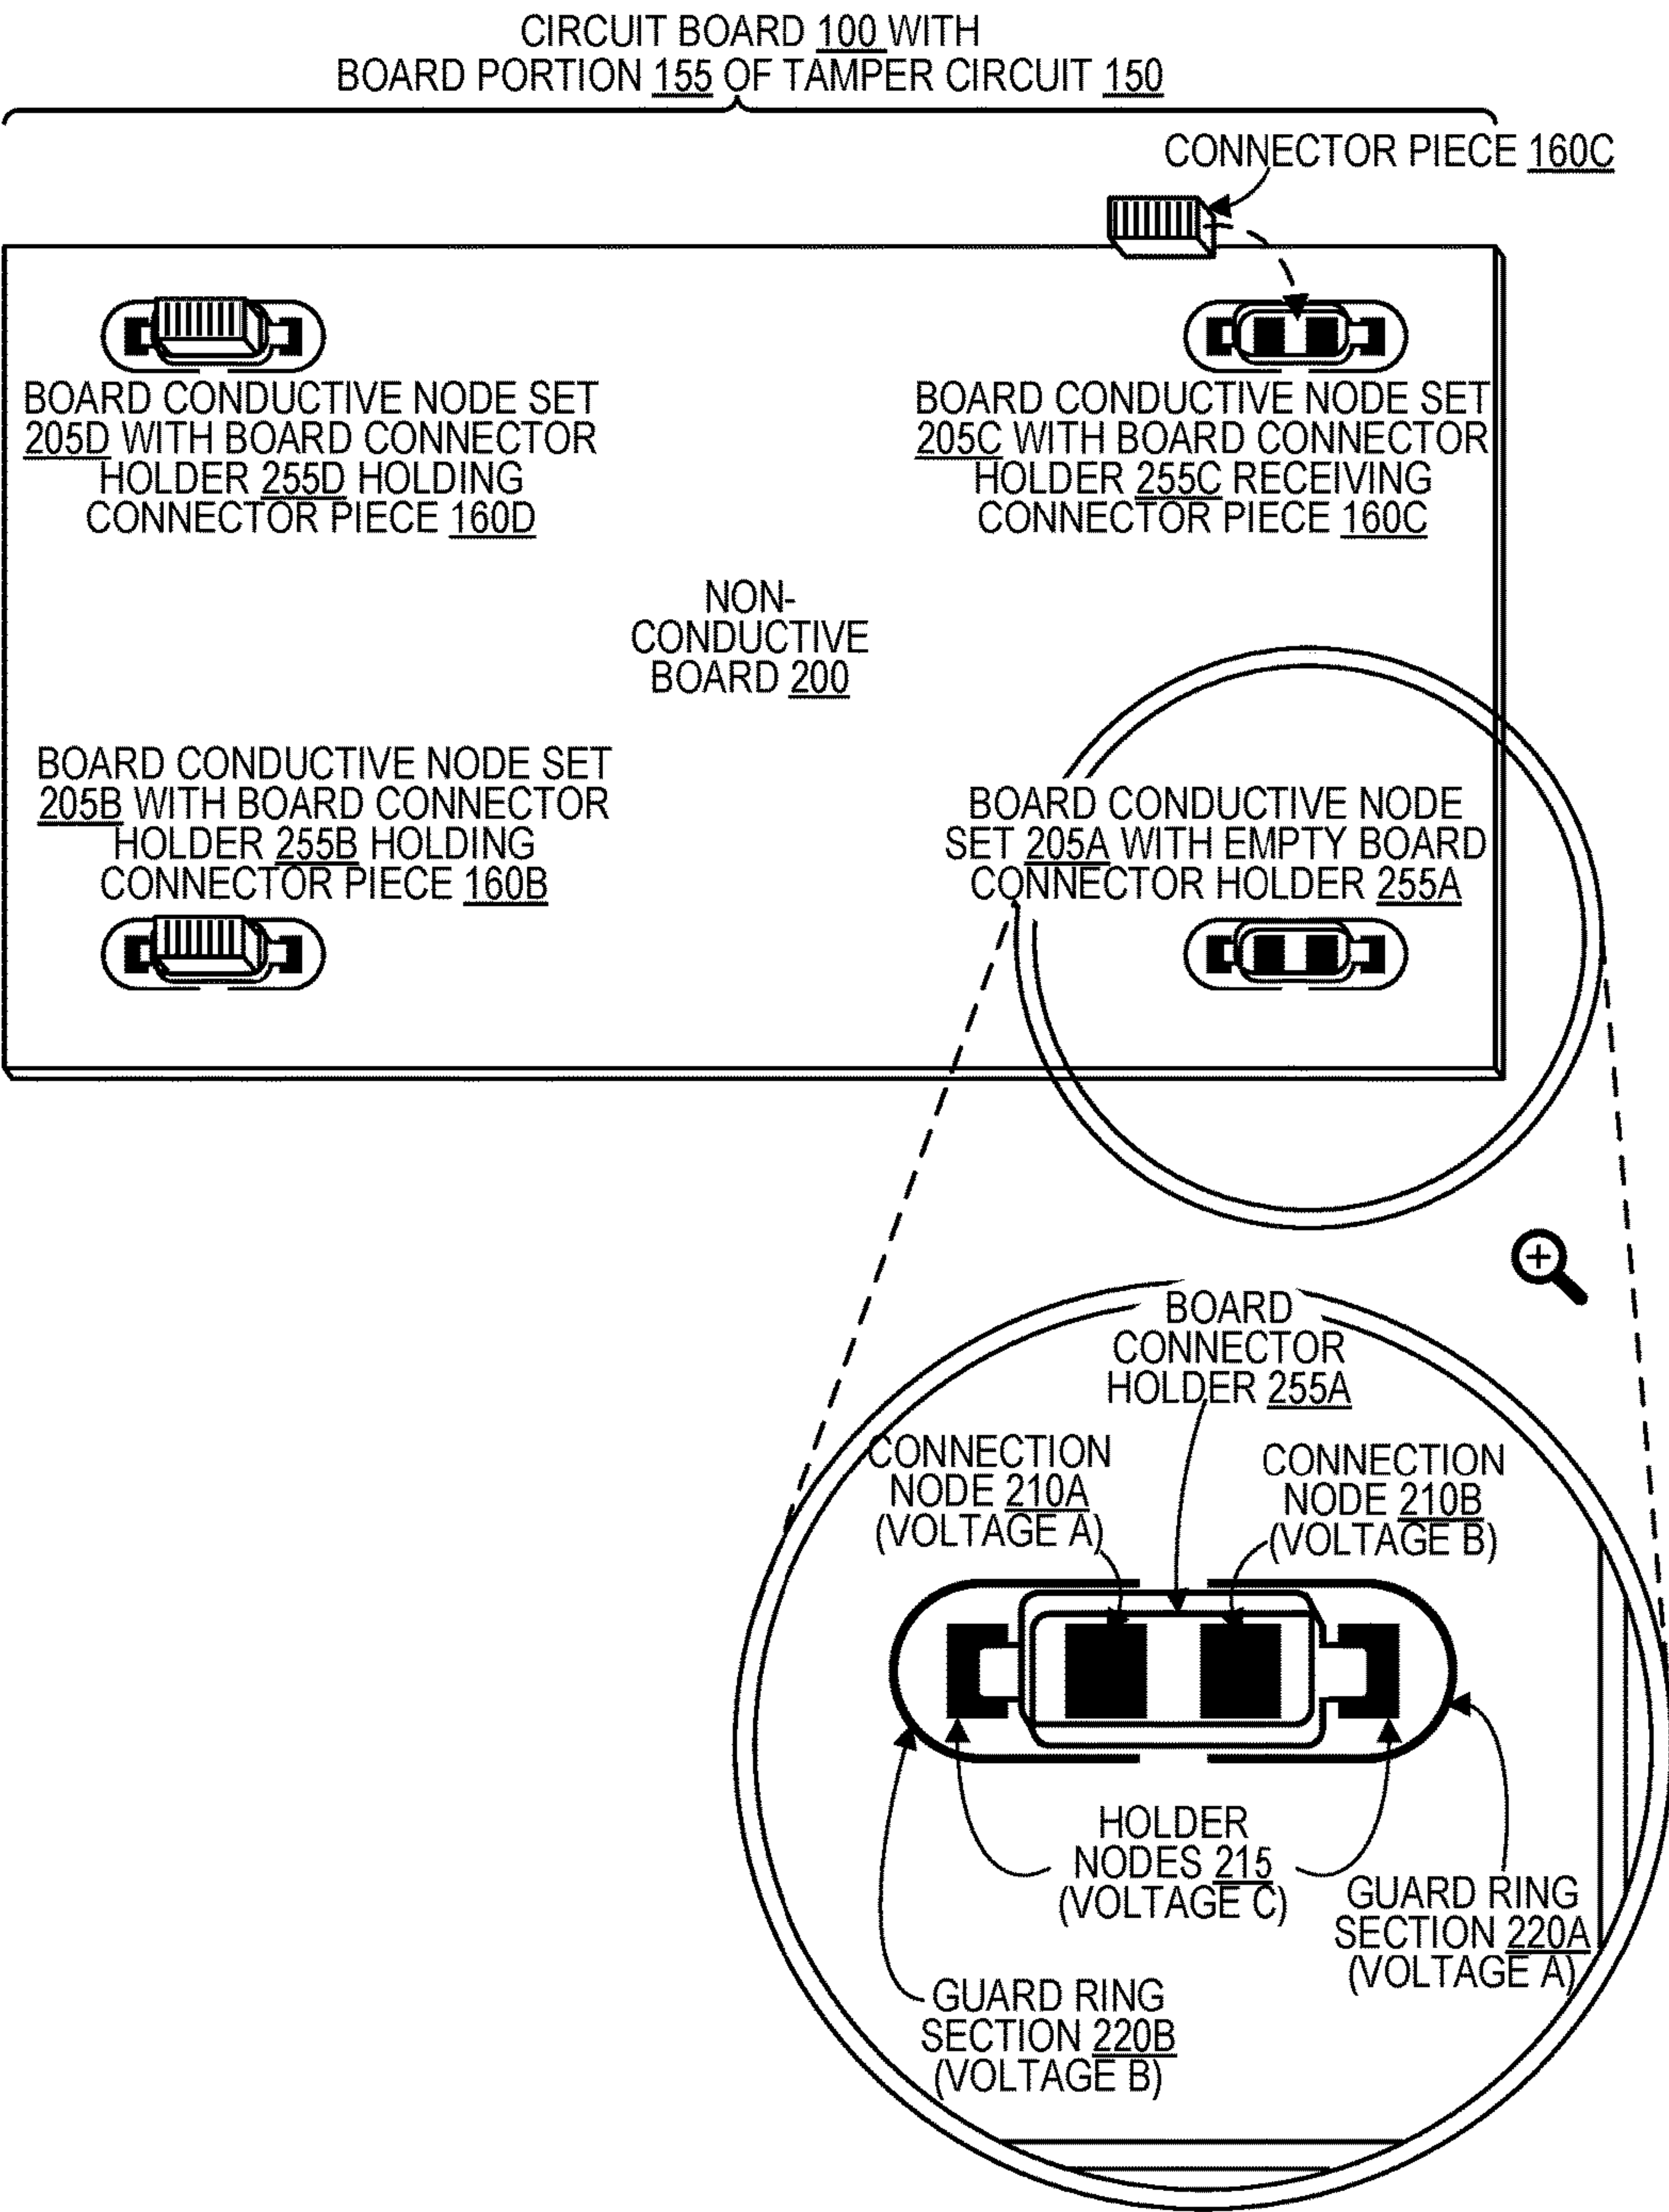 CIRCUIT BOARD 100 WITH
BOARD PORTION 155 OF TAMPER CIRCUIT 150
CONNECTOR PIECE 160C
BOARD CONDUCTIVE NODE SET
205D WITH BOARD CONNECTOR
HOLDER 255D HOLDING
CONNECTOR PIECE 160D
BOARD CONDUCTIVE NODE SET
205C WITH BOARD CONNECTOR
HOLDER 255C RECEIVING
CONNECTOR PIECE 160C
NON-
CONDUCTIVE
BOARD 200
BOARD CONDUCTIVE NODE SET
205B WITH BOARD CONNECTOR
HOLDER 255B HOLDING
CONNECTOR PIECE 160B
BOARD CONDUCTIVE NODE
SET 205A WITH EMPTY BOARD
CONNECTOR HOLDER 255A
BOARD
CONNECTOR
HOLDER 255A
CONNECTION
NODE 210A
(VOLTAGE A)
CONNECTION
NODE 210B
(VOLTAGE B)
HOLDER
NODES 215
(VOLTAGE C)
GUARD RING
SECTION 220A
(VOLTAGE A)
GUARD RING
SECTION 220B
(VOLTAGE B)